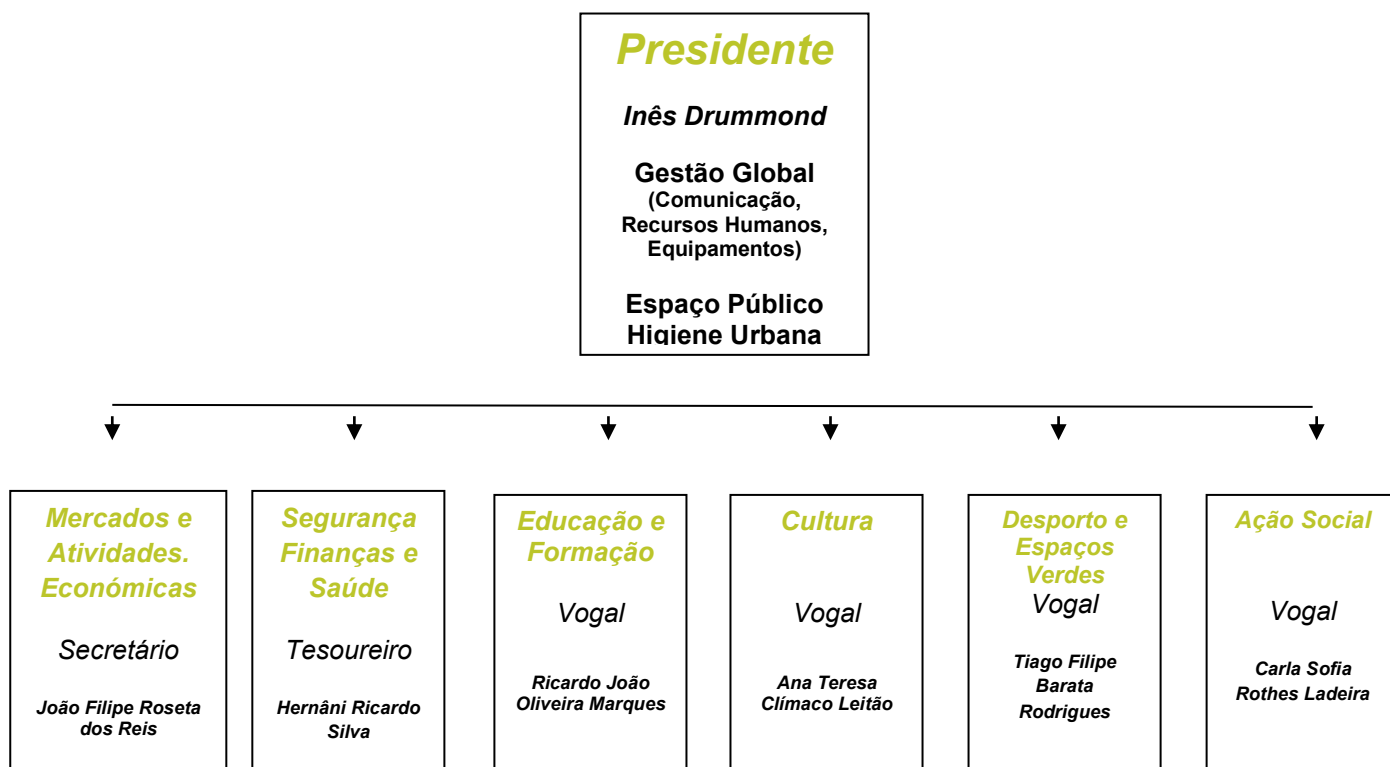 Presidente
Inês Drummond
Gestão Global
(Comunicação,
Recursos Humanos,
Equipamentos)
Espaço Público
Higiene Urbana
Mercados e
Atividades.
Económicas
Secretário
João Filipe Roseta
dos Reis
Segurança
Finanças e
Saúde
Tesoureiro
Hernâni Ricardo
Silva
Educação e
Formação
Vogal
Ricardo João
Oliveira Marques
Cultura
Vogal
Ana Teresa
Clímaco Leitão
Desporto e
Espaços
Verdes
Vogal
Tiago Filipe
Barata
Rodrigues
Ação Social
Vogal
Carla Sofia
Rothes Ladeira